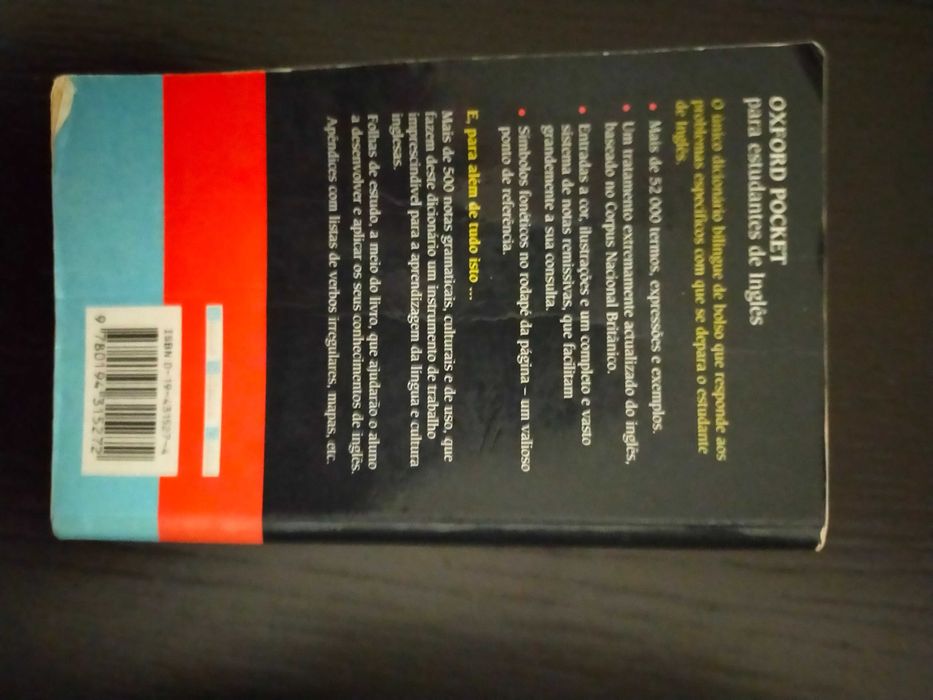 OXFORD POCKET
para estudantes de Inglês
O único dicionário bilingue de bolso que responde aos
problemas específicos com que se depara o estudante
de Inglês.
• Mais de 52 000 termos, expressões e exemplos.
• Um tratamento extremamente actualizado do inglês,
baseado no Corpus Nacional Britânico.
• Entradas a cor, ilustrações e um completo e vasto
sistema de notas remissivas, que facilitam
grandemente a sua consulta.
• Símbolos fonéticos no rodapé da página – um valioso
ponto de referência.
E, para além de tudo isto ...
Mais de 500 notas gramaticais, culturais e de uso, que
fazem deste dicionário um instrumento de trabalho
imprescindível para a aprendizagem da língua e cultura
inglesas.
Folhas de estudo, a meio do livro, que ajudarão o aluno
a desenvolver e aplicar os seus conhecimentos de inglês.
Apêndices com listas de verbos irregulares, mapas, etc.
ISBN 0-19-431527-4
9 780194 315272